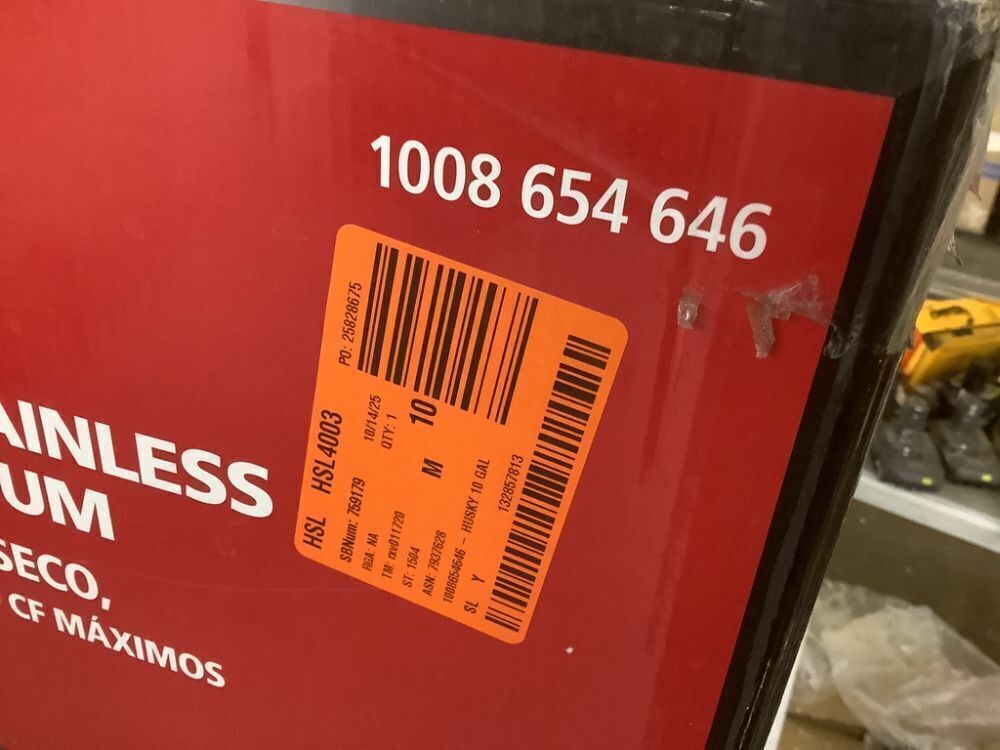 1008 654 646
AINLESS
UM
SECO,
CF MÁXIMOS
PO: 25828675
HSL HSL4003
10/14/25
SBNum: 759179
QTY: 1
RGA: NA
10
TM: rxv011720
M
ST: 1504
ASN: 7937628
1008654646 - HUSKY 10 GAL
SL Y
132857813